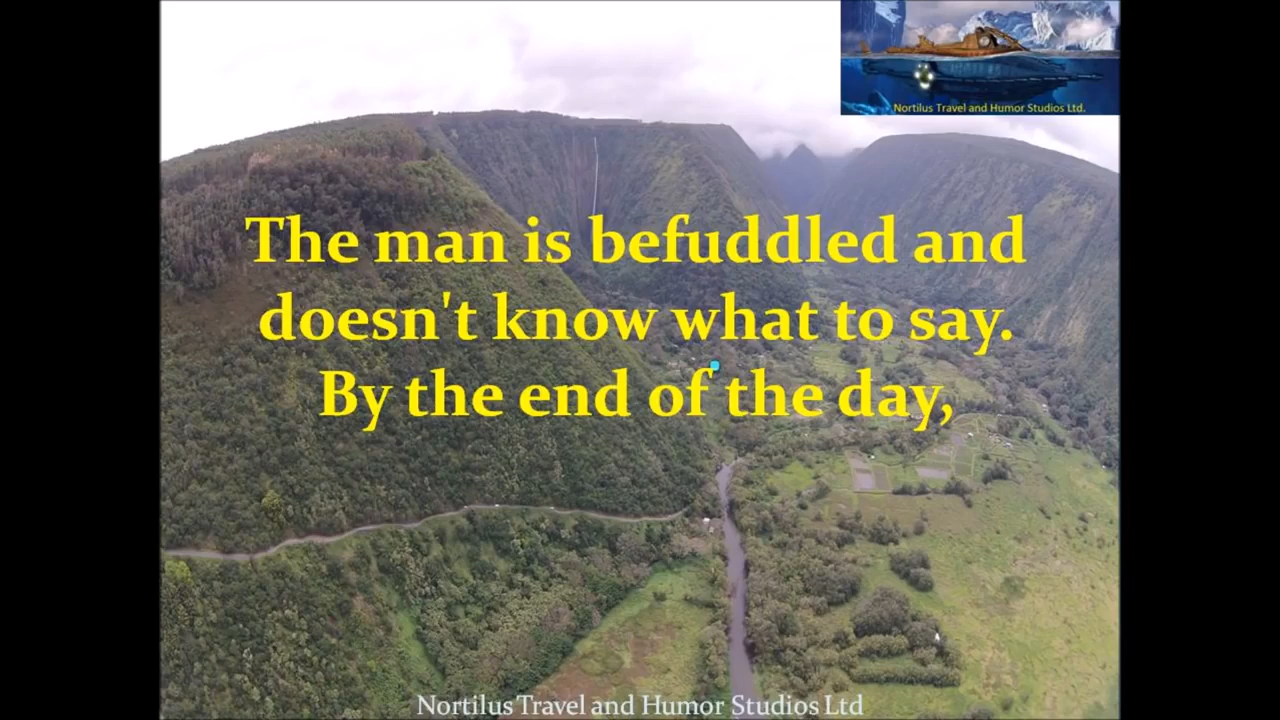 Nortilus Travel and Humor Studios Ltd.
The man is befuddled and
doesn't know what to say.
By the end of the day,
Nortilus Travel and Humor Studios Ltd